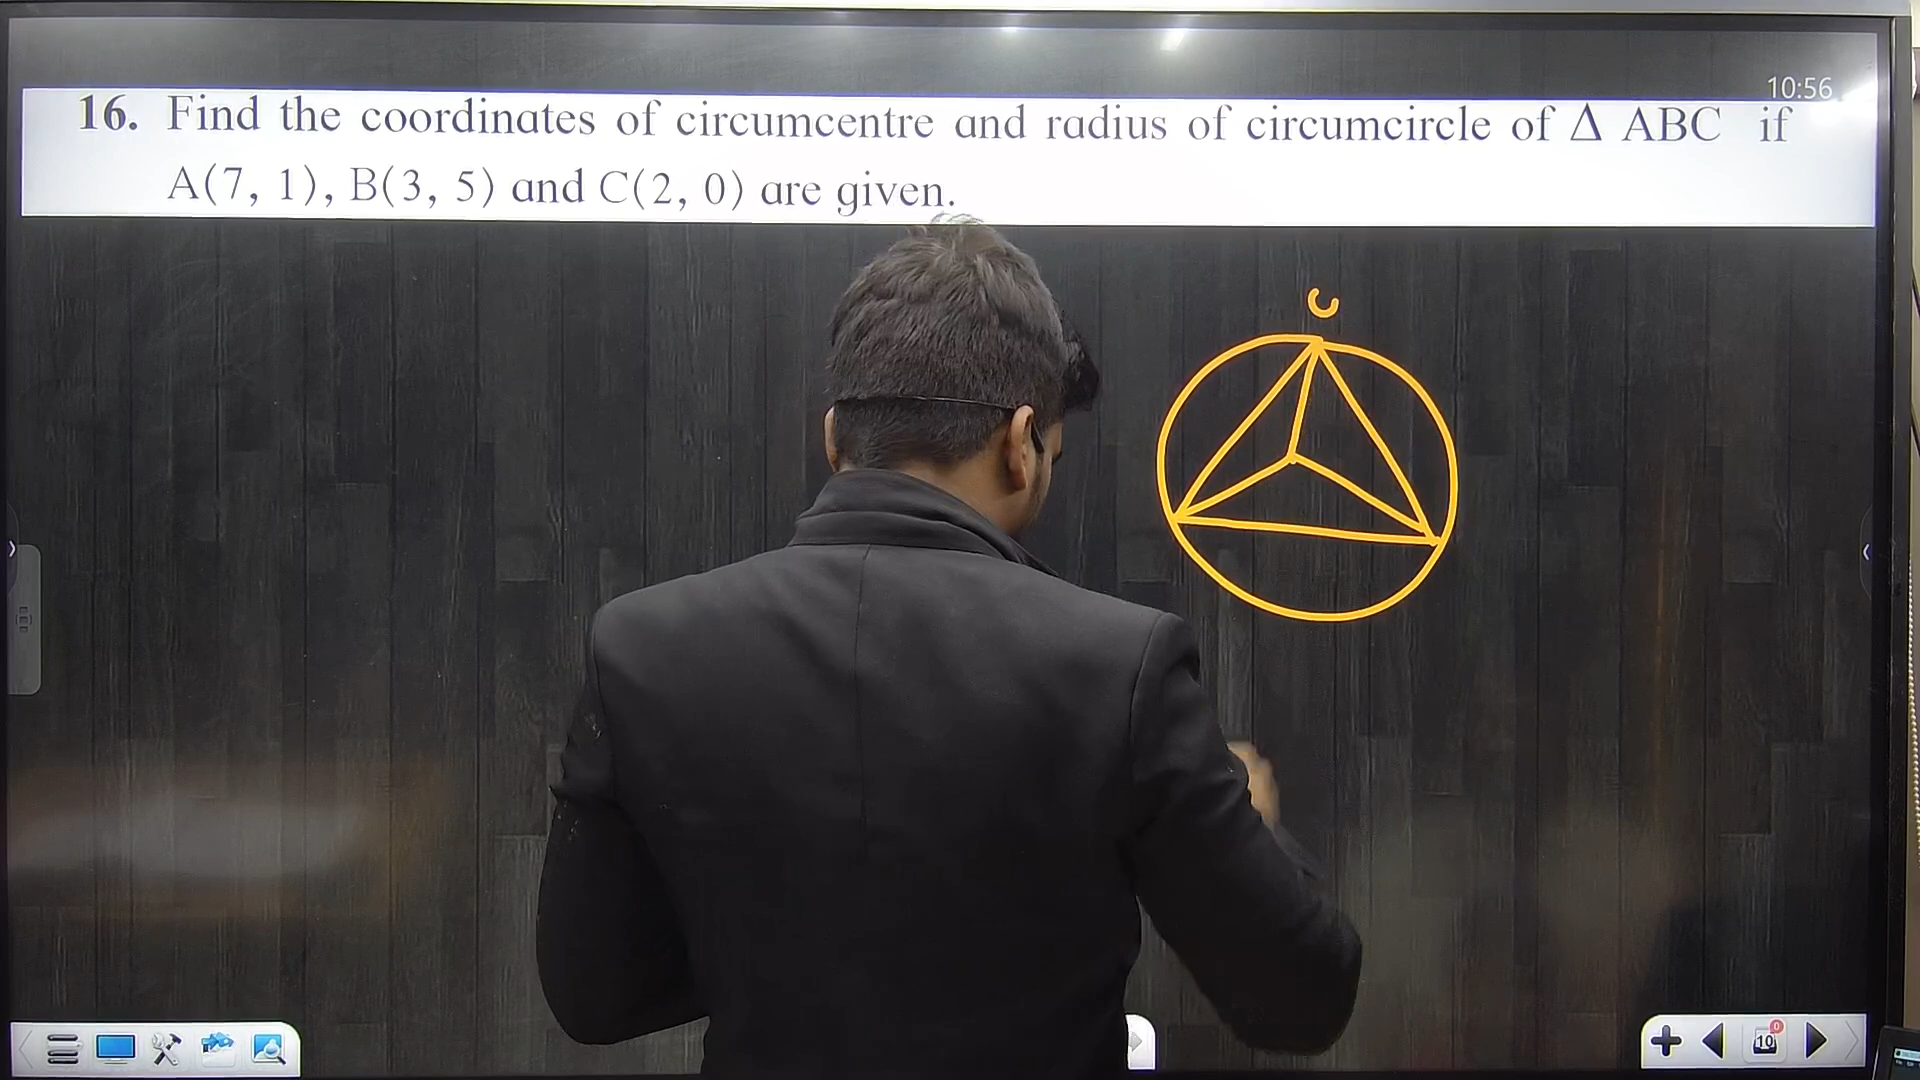 10:56
16. Find the coordinates of circumcentre and radius of circumcircle of Δ ABC if
A(7, 1), B(3, 5) and C(2, 0) are given.
C
10
0